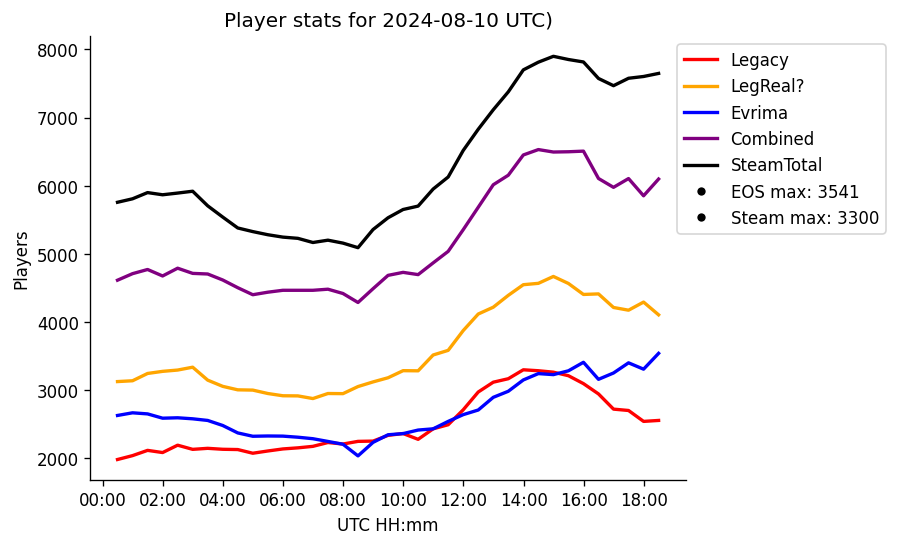 Player stats for 2024-08-10 UTC)
8000
7000
6000
5000
4000
3000
2000
Players
00:00 02:00 04:00 06:00 08:00 10:00 12:00 14:00 16:00 18:00
UTC HH:mm
Legacy
LegReal?
Evrima
Combined
SteamTotal
EOS max: 3541
Steam max: 3300